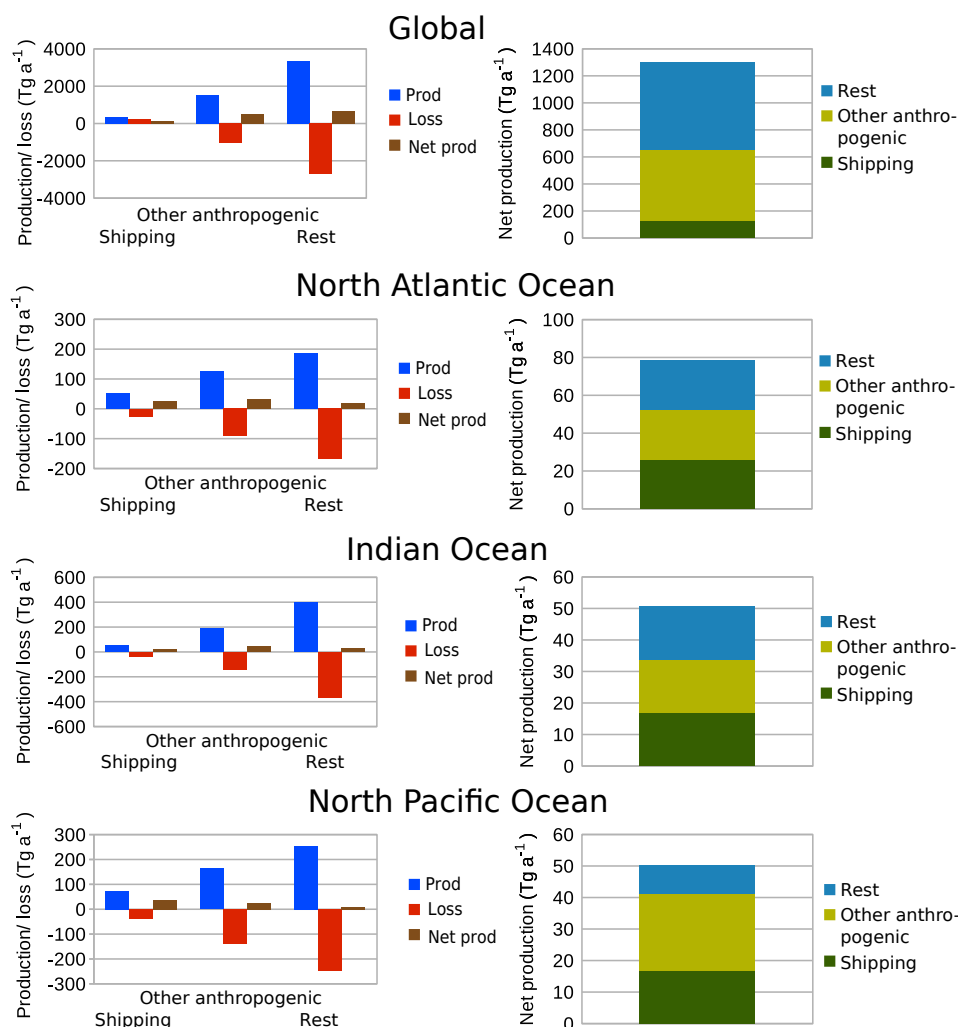 Global
Production/ loss (Tg a⁻¹)
4000
2000
0
-2000
-4000
Other anthropogenic
Shipping
Rest
Prod
Loss
Net prod
Net production (Tg a⁻¹)
1400
1200
1000
800
600
400
200
0
Rest
Other anthro-
pogenic
Shipping
North Atlantic Ocean
Production/ loss (Tg a⁻¹)
300
200
100
0
-100
-200
Other anthropogenic
Shipping
Rest
Prod
Loss
Net prod
Net production (Tg a⁻¹)
100
80
60
40
20
0
Rest
Other anthro-
pogenic
Shipping
Indian Ocean
Production/ loss (Tg a⁻¹)
600
400
200
0
-200
-400
-600
Other anthropogenic
Shipping
Rest
Prod
Loss
Net prod
Net production (Tg a⁻¹)
60
50
40
30
20
10
0
Rest
Other anthro-
pogenic
Shipping
North Pacific Ocean
Production/ loss (Tg a⁻¹)
300
200
100
0
-100
-200
-300
Other anthropogenic
Shipping
Rest
Prod
Loss
Net prod
Net production (Tg a⁻¹)
60
50
40
30
20
10
0
Rest
Other anthro-
pogenic
Shipping